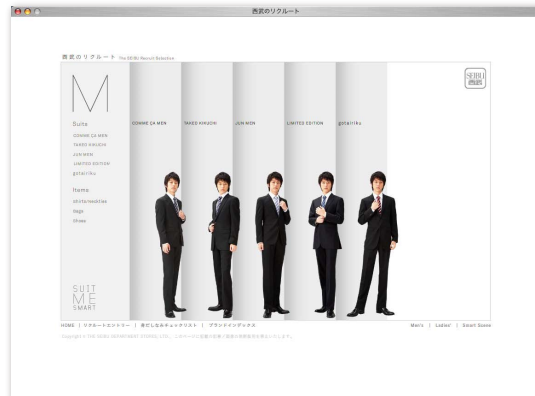 西武のリクルート
西武のリクルート The SEIBU Recruit Selection
M
SEIBU
西武
Suits
COMME ÇA MEN
TAKEO KIKUCHI
JUN MEN
LIMITED EDITION
gotairiku
COMME ÇA MEN
TAKEO KIKUCHI
JUN MEN
LIMITED EDITION
gotairiku
Items
shirts/neckties
bags
shoes
SUIT
ME
SMART
HOME | リクルートエントリー | 身だしなみチェックリスト | ブランドインデックス
Men's | Ladies' | Smart Scene